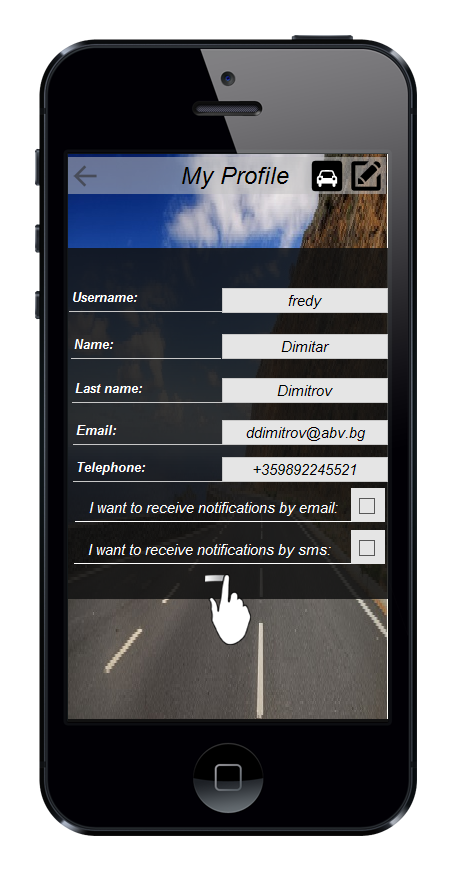 My Profile
Username: fredy
Name: Dimitar
Last name: Dimitrov
Email: ddimitrov@abv.bg
Telephone: +359892245521
I want to receive notifications by email:
I want to receive notifications by sms: